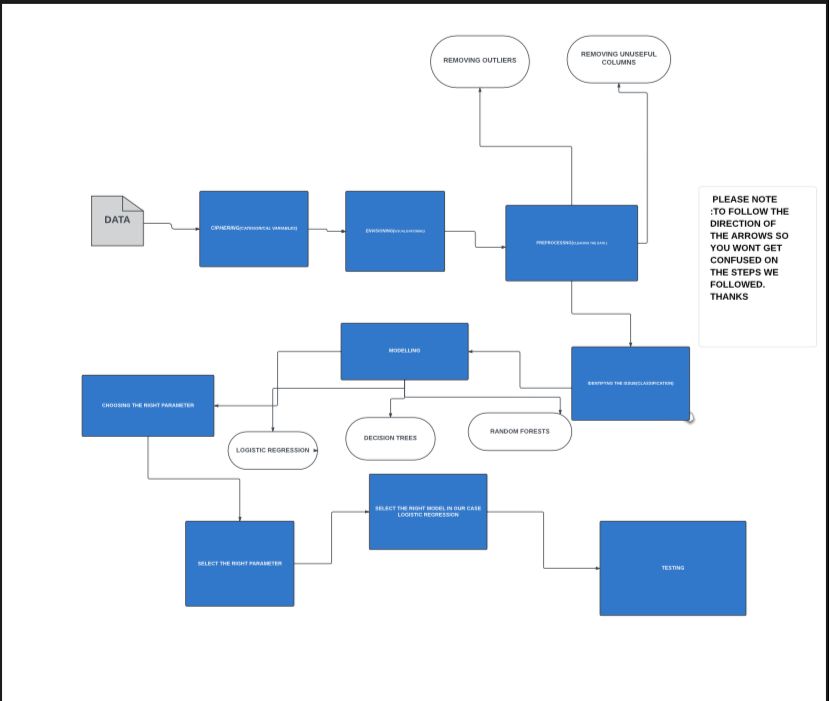 REMOVING OUTLIERS
REMOVING UNUSEFUL
COLUMNS
DATA
CIPHERING(CATEGORICAL VARIABLES)
ENVISIONING
PREPROCESSNG(CLEANING THE DATA)
PLEASE NOTE
:TO FOLLOW THE
DIRECTION OF
THE ARROWS SO
YOU WONT GET
CONFUSED ON
THE STEPS WE
FOLLOWED.
THANKS
MODELLING
IDENTIFYNG THE ISSUE(CLASSIFICATION)
CHOOSING THE RIGHT PARAMETER
LOGISTIC REGRESSION
DECISION TREES
RANDOM FORESTS
SELECT THE RIGHT MODEL IN OUR CASE
LOGISTIC REGRESSION
SELECT THE RIGHT PARAMETER
TESTING